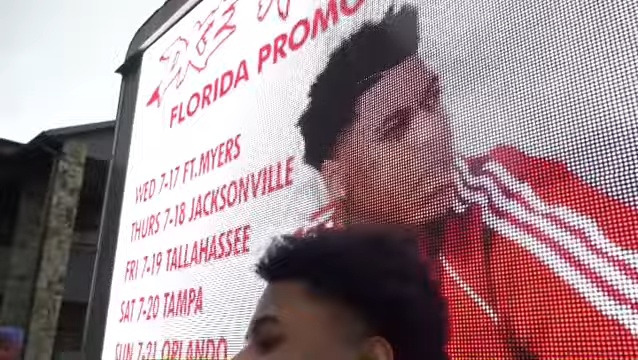 FLORIDA PROMO
WED 7-17 FT.MYERS
THURS 7-18 JACKSONVILLE
FRI 7-19 TALLAHASSEE
SAT 7-20 TAMPA
SUN 7-21 ORLANDO